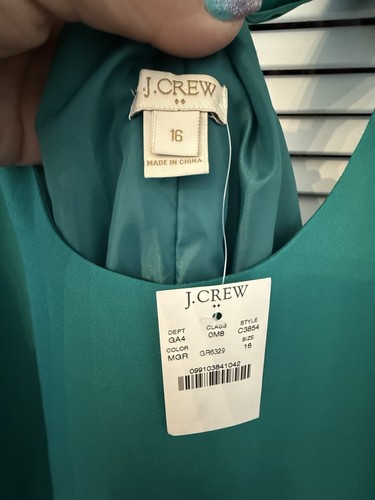 J.CREW
16
MADE IN CHINA
J.CREW
DEPT CLASS STYLE
GA4 0M8 C3854
COLOR SIZE
MGR GR6329 16
099103841042